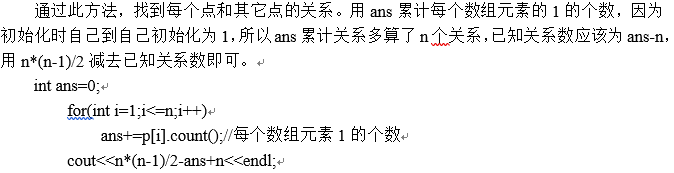 通过此方法，找到每个点和其它点的关系。用 ans 累计每个数组元素的 1 的个数，因为
初始化时自己到自己初始化为 1，所以 ans 累计关系多算了 n 个关系，已知关系数应该为 ans-n，
用 n*(n-1)/2 减去已知关系数即可。
int ans=0;
for(int i=1;i<=n;i++)
ans+=p[i].count();//每个数组元素 1 的个数
cout<<n*(n-1)/2-ans+n<<endl;